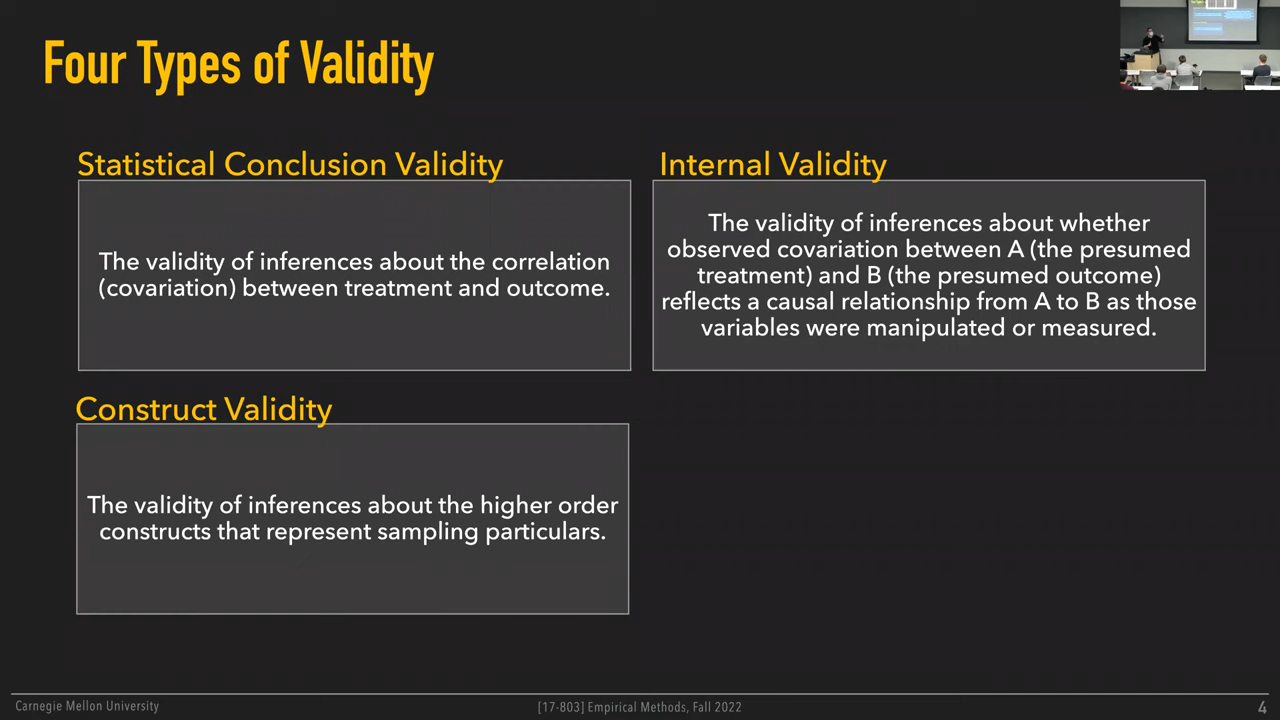 Four Types of Validity
Statistical Conclusion Validity
The validity of inferences about the correlation
(covariation) between treatment and outcome.
Internal Validity
The validity of inferences about whether
observed covariation between A (the presumed
treatment) and B (the presumed outcome)
reflects a causal relationship from A to B as those
variables were manipulated or measured.
Construct Validity
The validity of inferences about the higher order
constructs that represent sampling particulars.
Carnegie Mellon University
[17-803] Empirical Methods, Fall 2022
4